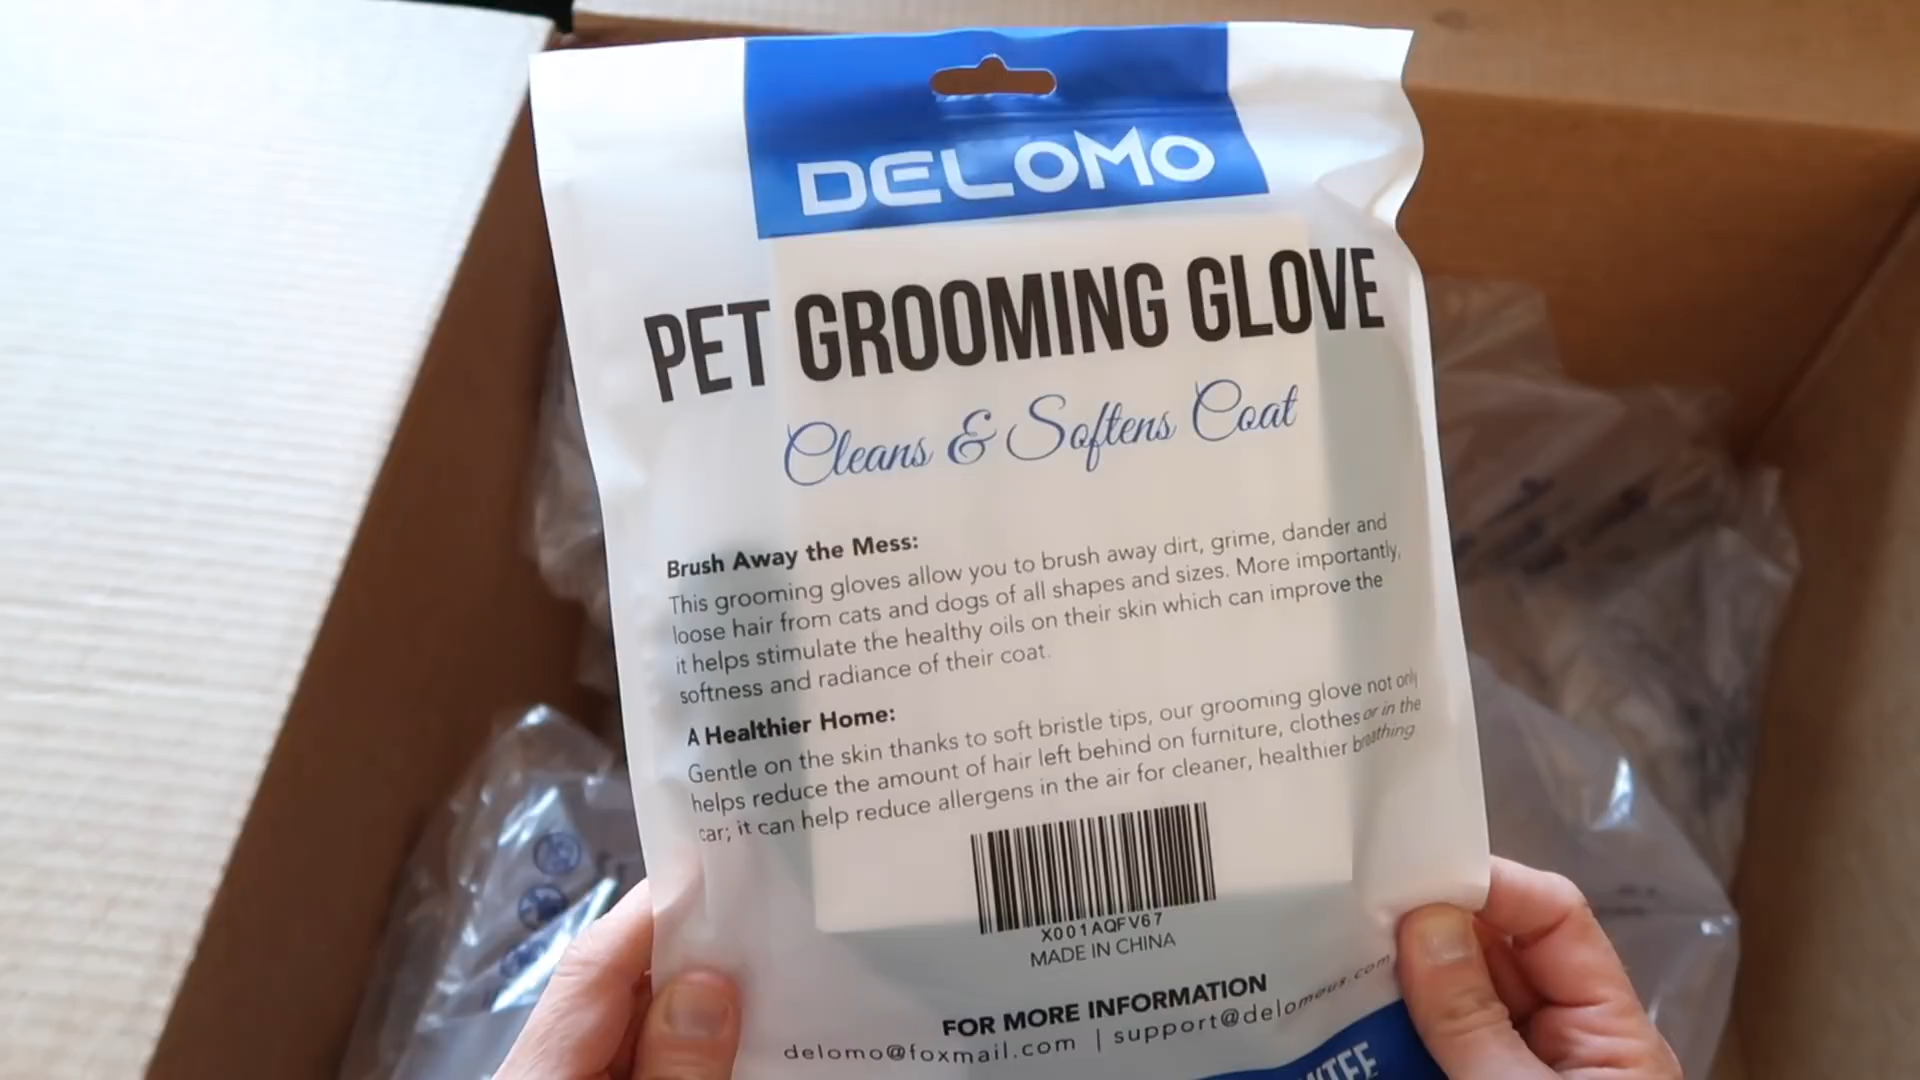 DELOMO
PET GROOMING GLOVE
Cleans & Softens Coat
Brush Away the Mess:
This grooming gloves allow you to brush away dirt, grime, dander and
loose hair from cats and dogs of all shapes and sizes. More importantly,
it helps stimulate the healthy oils on their skin which can improve the
softness and radiance of their coat.
A Healthier Home:
Gentle on the skin thanks to soft bristle tips, our grooming glove not only
helps reduce the amount of hair left behind on furniture, clothes or in the
car; it can help reduce allergens in the air for cleaner, healthier breathing
X001AQFV67
MADE IN CHINA
FOR MORE INFORMATION
delomo@foxmail.com | support@delomous.com